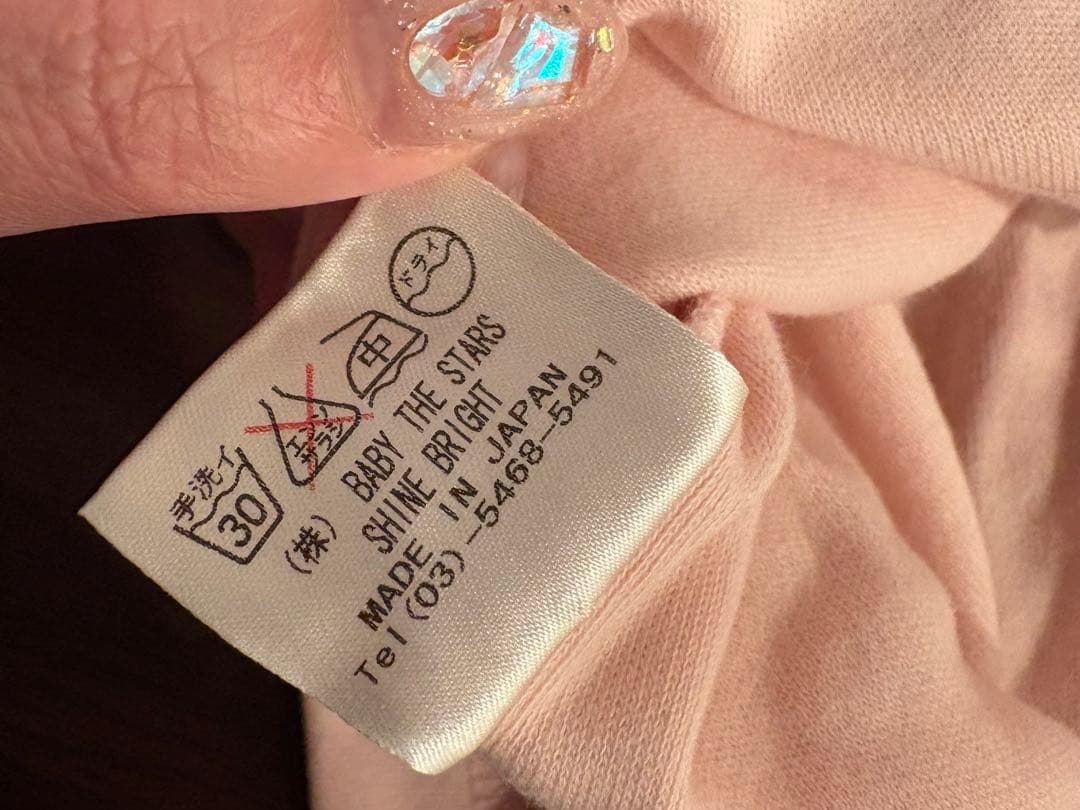 手洗イ
30
エンソ
サラシ
中
ドライ
(株) BABY THE STARS
SHINE BRIGHT
MADE IN JAPAN
Tel (03)_5468-5491